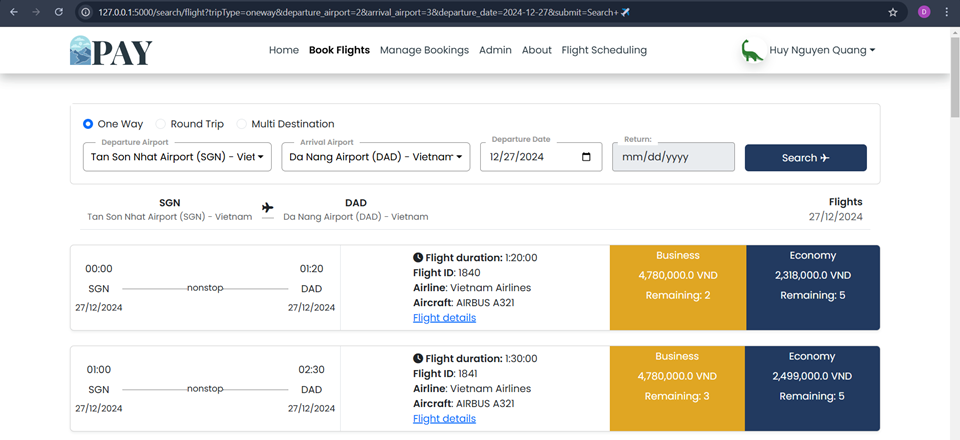 127.0.0.1:5000/search/flight?tripType=oneway&departure_airport=2&arrival_airport=3&departure_date=2024-12-27&submit=Search+✈️
D
PAY
Home Book Flights Manage Bookings Admin About Flight Scheduling
Huy Nguyen Quang
One Way Round Trip Multi Destination
Departure Airport
Tan Son Nhat Airport (SGN) - Viet
Arrival Airport
Da Nang Airport (DAD) - Vietnam
Departure Date
12/27/2024
Return:
mm/dd/yyyy
Search ✈
SGN
Tan Son Nhat Airport (SGN) - Vietnam
DAD
Da Nang Airport (DAD) - Vietnam
Flights
27/12/2024
00:00
SGN
27/12/2024
nonstop
01:20
DAD
27/12/2024
Flight duration: 1:20:00
Flight ID: 1840
Airline: Vietnam Airlines
Aircraft: AIRBUS A321
Flight details
Business
4,780,000.0 VND
Remaining: 2
Economy
2,318,000.0 VND
Remaining: 5
01:00
SGN
27/12/2024
nonstop
02:30
DAD
27/12/2024
Flight duration: 1:30:00
Flight ID: 1841
Airline: Vietnam Airlines
Aircraft: AIRBUS A321
Flight details
Business
4,780,000.0 VND
Remaining: 3
Economy
2,499,000.0 VND
Remaining: 5